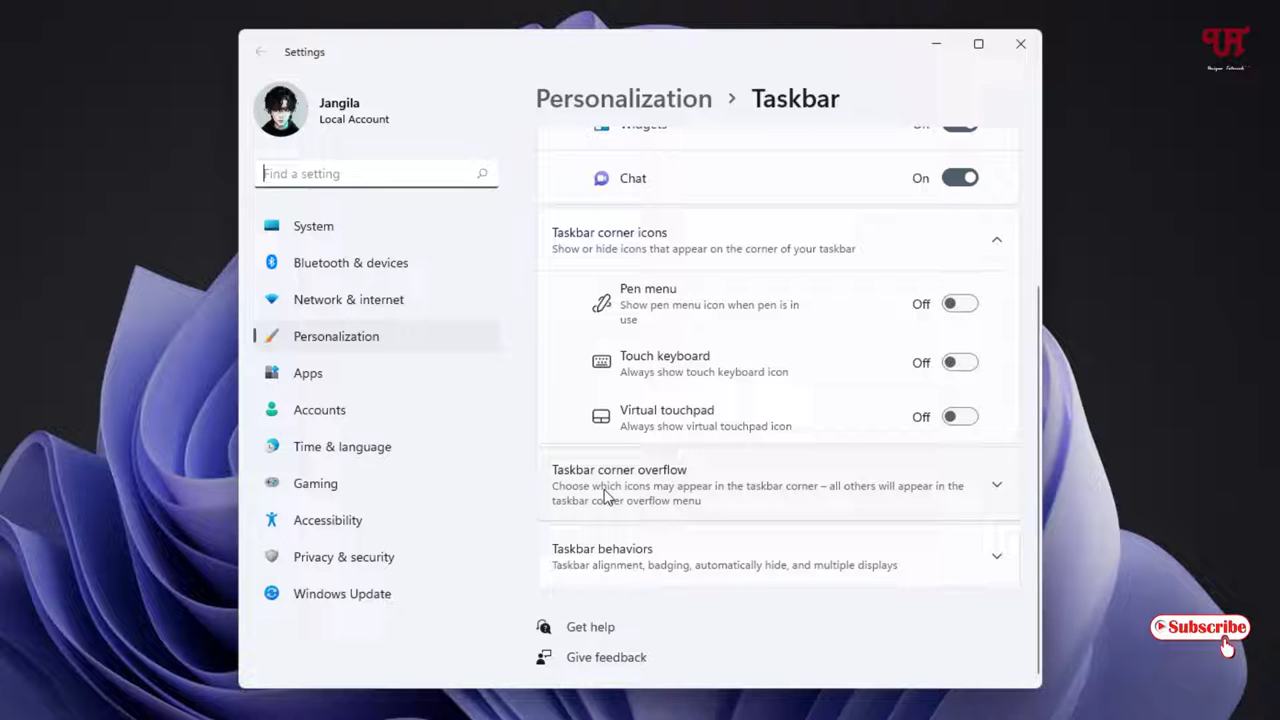 Settings
Jangila
Local Account
Find a setting
System
Bluetooth & devices
Network & internet
Personalization
Apps
Accounts
Time & language
Gaming
Accessibility
Privacy & security
Windows Update
Personalization > Taskbar
Widgets
Chat
On
Taskbar corner icons
Show or hide icons that appear on the corner of your taskbar
Pen menu
Show pen menu icon when pen is in
use
Off
Touch keyboard
Always show touch keyboard icon
Off
Virtual touchpad
Always show virtual touchpad icon
Off
Taskbar corner overflow
Choose which icons may appear in the taskbar corner – all others will appear in the
taskbar corner overflow menu
Taskbar behaviors
Taskbar alignment, badging, automatically hide, and multiple displays
Get help
Give feedback
Subscribe